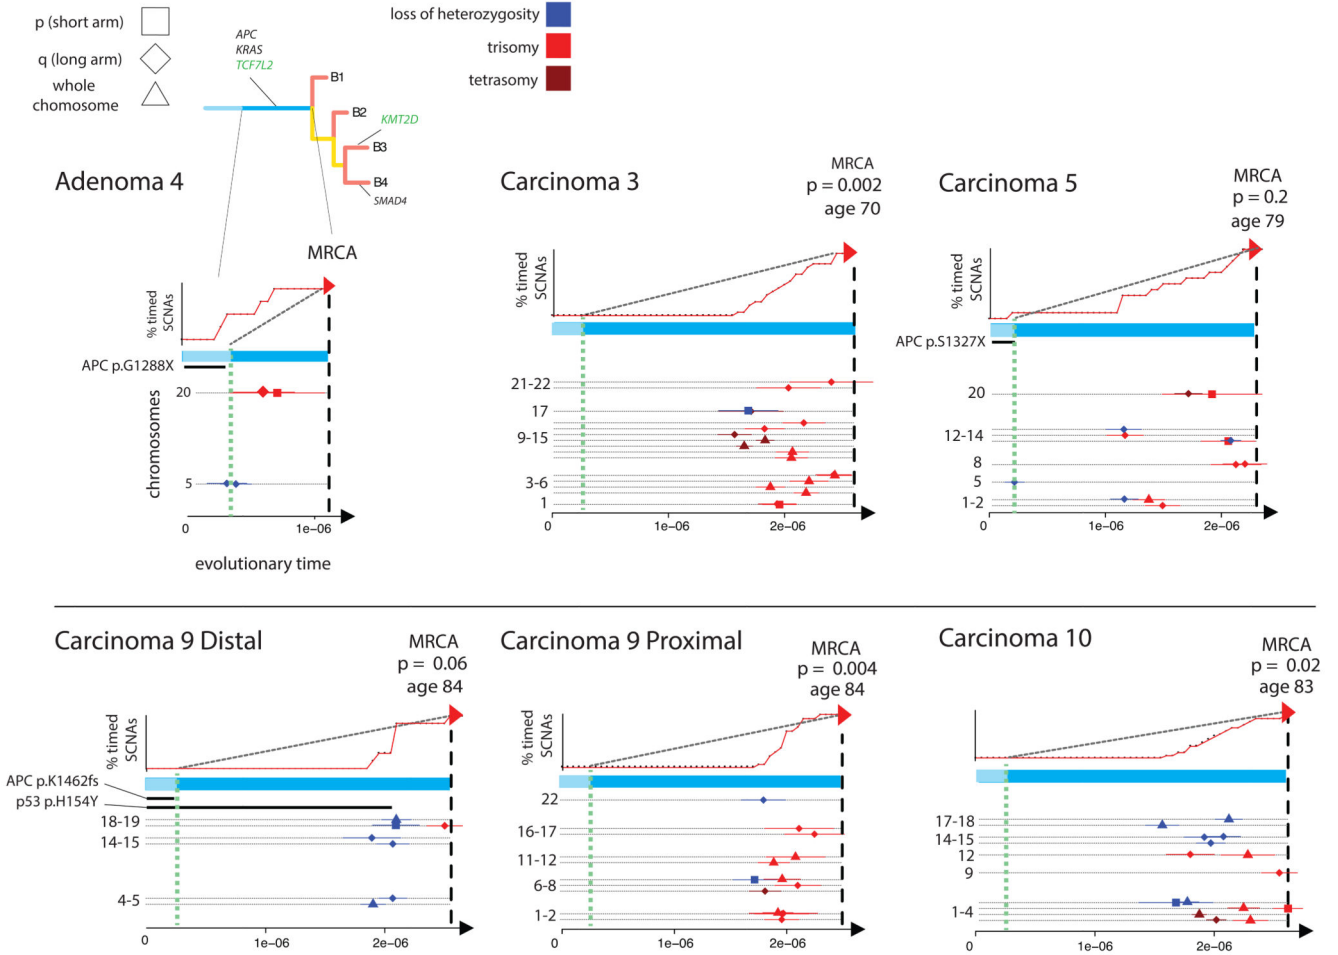 p (short arm)
q (long arm)
whole
chromosome
loss of heterozygosity
trisomy
tetrasomy
APC
KRAS
TCF7L2
B1
B2
KMT2D
B3
B4
SMAD4
Adenoma 4
MRCA
% timed
SCNAs
APC p.G1288X
chromosomes
20
5
0
1e-06
evolutionary time
Carcinoma 3
MRCA
p = 0.002
age 70
% timed
SCNAs
21-22
17
9-15
3-6
1
0
1e-06
2e-06
Carcinoma 5
MRCA
p = 0.2
age 79
% timed
SCNAs
APC p.S1327X
20
12-14
8
5
1-2
0
1e-06
2e-06
Carcinoma 9 Distal
MRCA
p = 0.06
age 84
% timed
SCNAs
APC p.K1462fs
p53 p.H154Y
18-19
14-15
4-5
0
1e-06
2e-06
Carcinoma 9 Proximal
MRCA
p = 0.004
age 84
% timed
SCNAs
22
16-17
11-12
6-8
1-2
0
1e-06
2e-06
Carcinoma 10
MRCA
p = 0.02
age 83
% timed
SCNAs
17-18
14-15
12
9
1-4
0
1e-06
2e-06